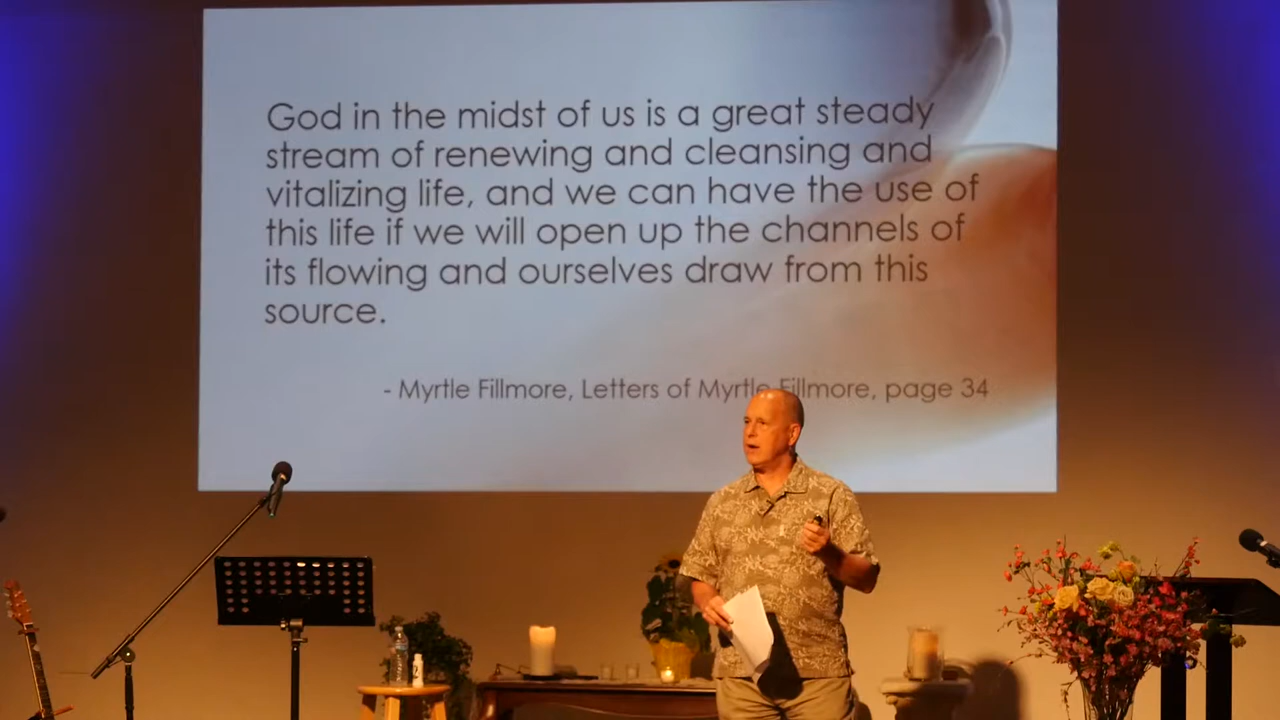 God in the midst of us is a great steady
stream of renewing and cleansing and
vitalizing life, and we can have the use of
this life if we will open up the channels of
its flowing and ourselves draw from this
source.
- Myrtle Fillmore, Letters of Myrtle Fillmore, page 34